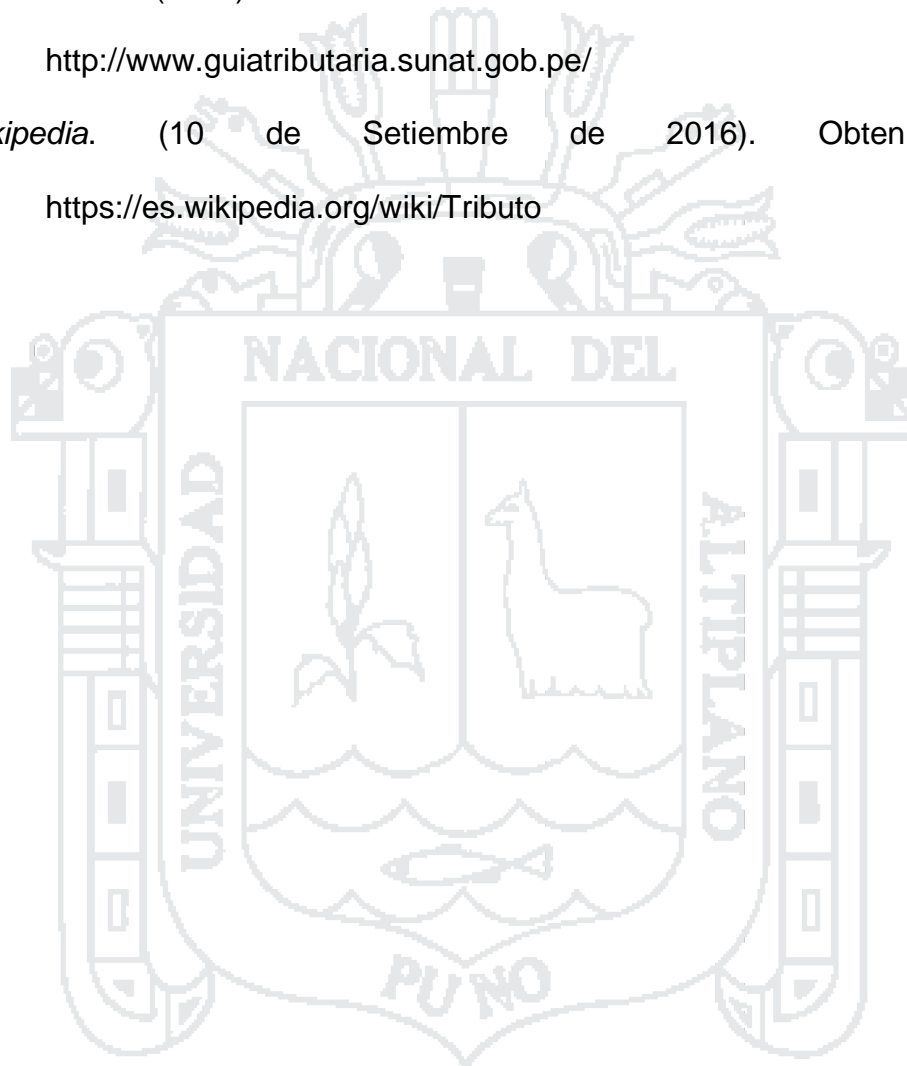 http://www.guiatributaria.sunat.gob.pe/
kipedia. (10 de Setiembre de 2016). Obten
https://es.wikipedia.org/wiki/Tributo
NACIONAL DEL
UNIVERSIDAD
ALTIPLANO
PUNO